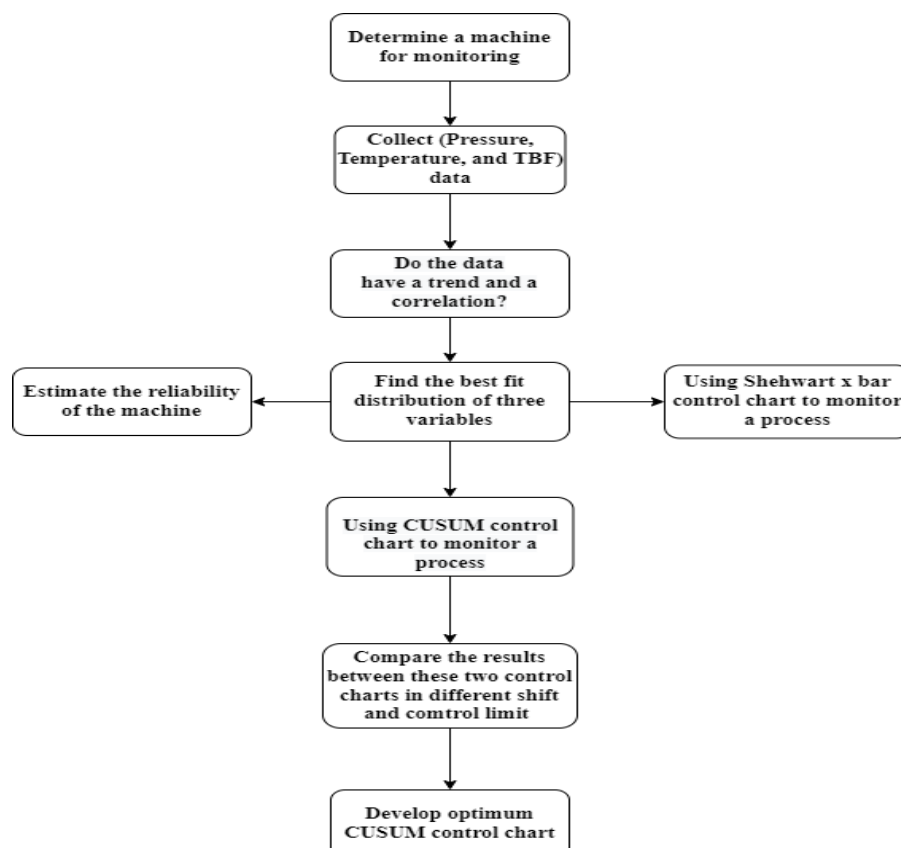 Determine a machine
for monitoring
Collect (Pressure,
Temperature, and TBF)
data
Do the data
have a trend and a
correlation?
Estimate the reliability
of the machine
Find the best fit
distribution of three
variables
Using Shehwart x bar
control chart to monitor
a process
Using CUSUM control
chart to monitor a
process
Compare the results
between these two control
charts in different shift
and comtrol limit
Develop optimum
CUSUM control chart